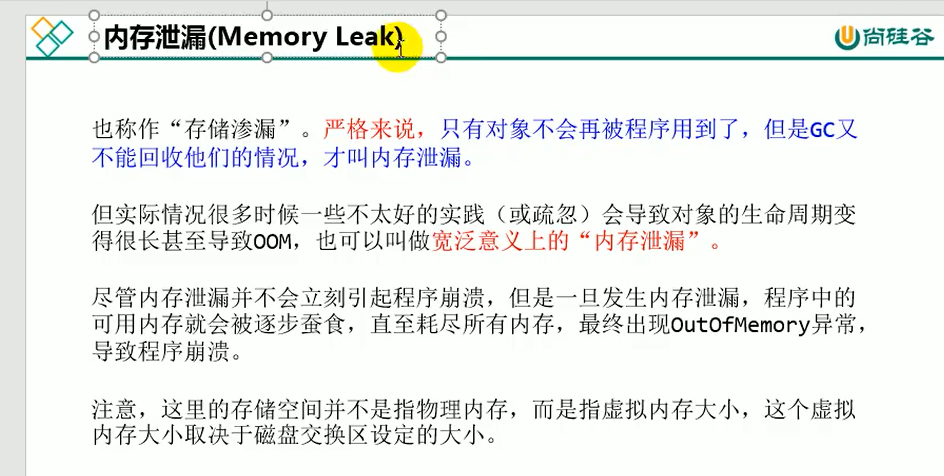 内存泄漏(Memory Leak)
尚硅谷
也称作“存储渗漏”。严格来说，只有对象不会再被程序用到了，但是GC又
不能回收他们的情况，才叫内存泄漏。
但实际情况很多时候一些不太好的实践（或疏忽）会导致对象的生命周期变
得很长甚至导致OOM，也可以叫做宽泛意义上的“内存泄漏”。
尽管内存泄漏并不会立刻引起程序崩溃，但是一旦发生内存泄漏，程序中的
可用内存就会被逐步蚕食，直至耗尽所有内存，最终出现OutOfMemory异常，
导致程序崩溃。
注意，这里的存储空间并不是指物理内存，而是指虚拟内存大小，这个虚拟
内存大小取决于磁盘交换区设定的大小。